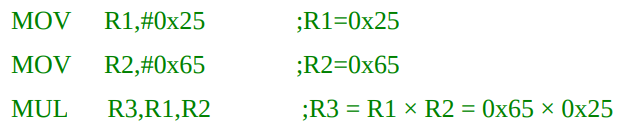 MOV R1,#0x25 ;R1=0x25
MOV R2,#0x65 ;R2=0x65
MUL R3,R1,R2 ;R3 = R1 × R2 = 0x65 × 0x25